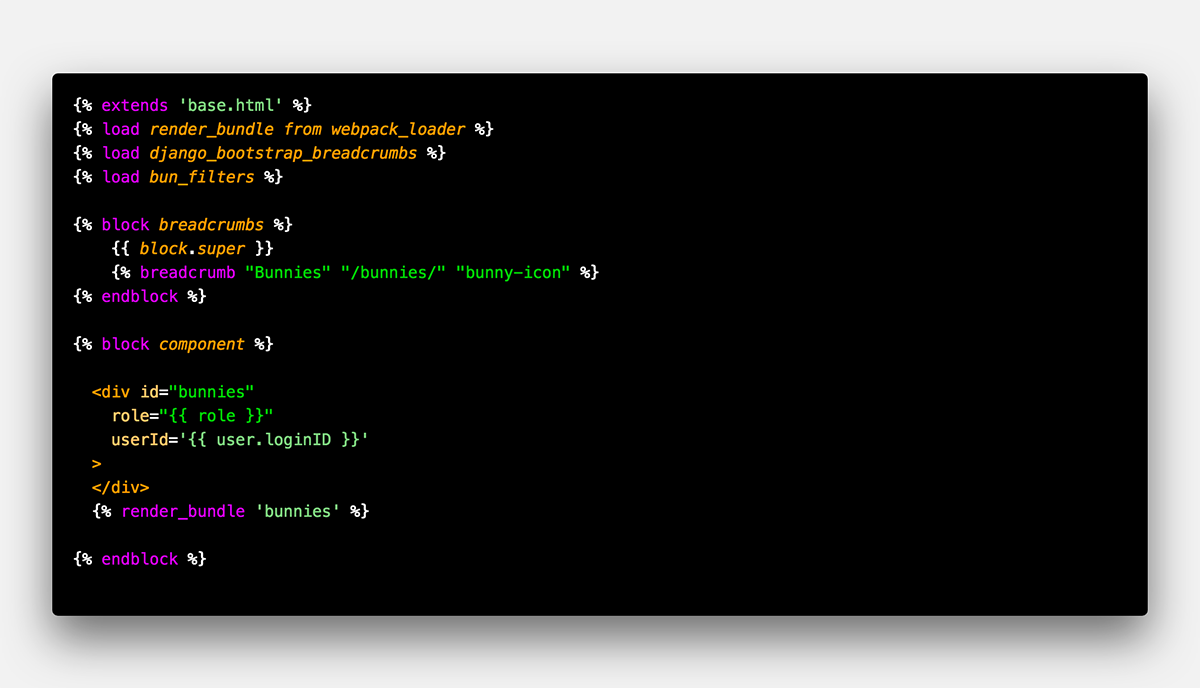 {% extends 'base.html' %}
{% load render_bundle from webpack_loader %}
{% load django_bootstrap_breadcrumbs %}
{% load bun_filters %}

{% block breadcrumbs %}
    {{ block.super }}
    {% breadcrumb "Bunnies" "/bunnies/" "bunny-icon" %}
{% endblock %}

{% block component %}

  <div id="bunnies"
    role="{{ role }}"
    userId='{{ user.loginID }}'
  >
  </div>
  {% render_bundle 'bunnies' %}

{% endblock %}